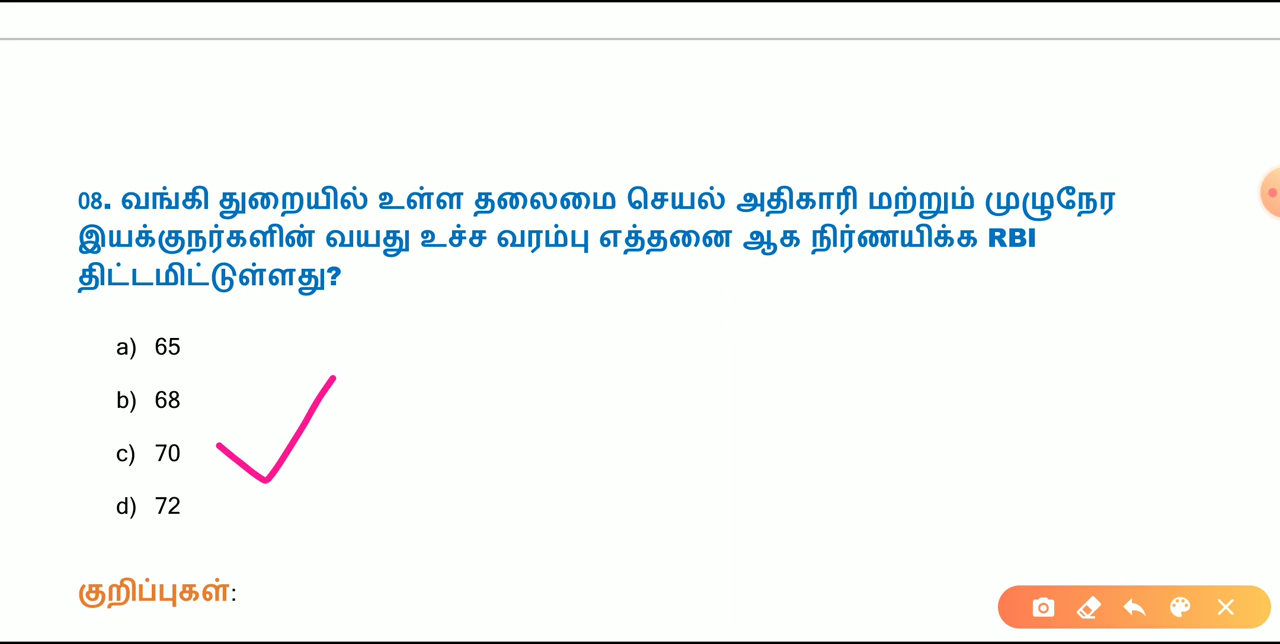 08. வங்கி துறையில் உள்ள தலைமை செயல் அதிகாரி மற்றும் முழுநேர
இயக்குநர்களின் வயது உச்ச வரம்பு எத்தனை ஆக நிர்ணயிக்க RBI
திட்டமிட்டுள்ளது?
a) 65
b) 68
c) 70
d) 72
குறிப்புகள்: